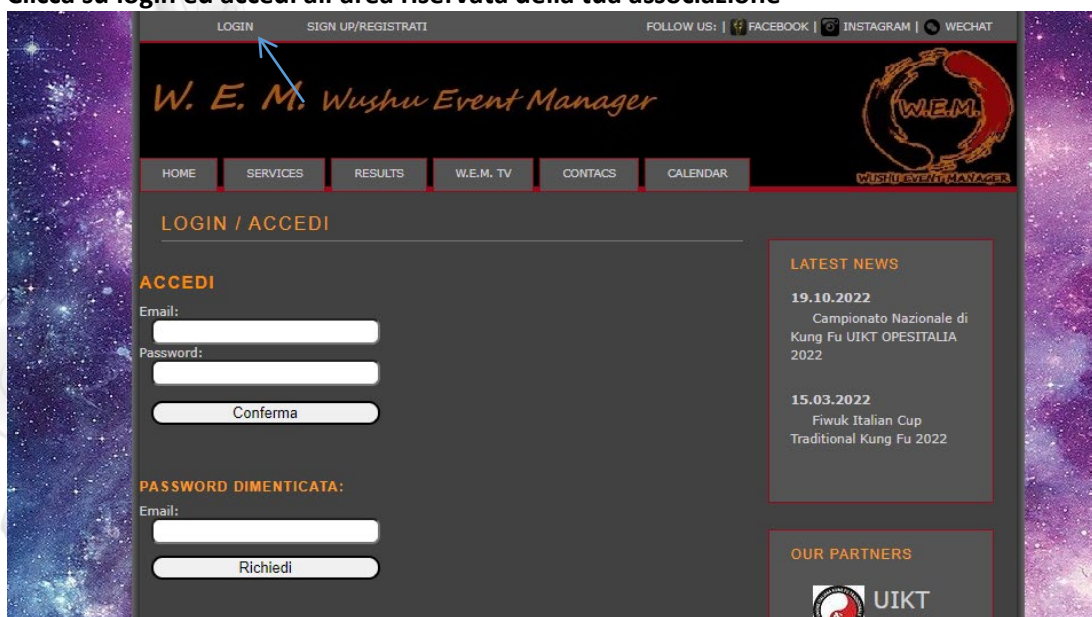 Clicca su login ed accedi all'area riservata della tua associazione
LOGIN SIGN UP/REGISTRATI FOLLOW US: | FACEBOOK | INSTAGRAM | WECHAT
W. E. M. Wushu Event Manager
W.E.M.
WUSHU EVENT MANAGER
HOME SERVICES RESULTS W.E.M. TV CONTACS CALENDAR
LOGIN / ACCEDI
ACCEDI
Email:
Password:
Conferma
PASSWORD DIMENTICATA:
Email:
Richiedi
LATEST NEWS
19.10.2022
Campionato Nazionale di
Kung Fu UIKT OPESITALIA
2022
15.03.2022
Fiwuk Italian Cup
Traditional Kung Fu 2022
OUR PARTNERS
UIKT